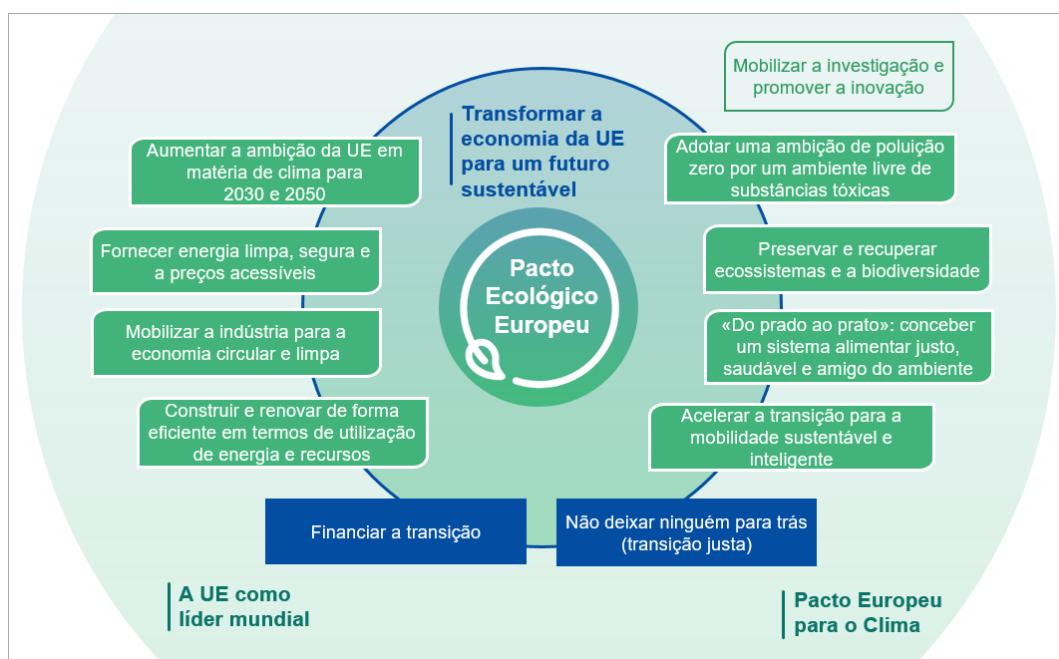 Mobilizar a investigação e
promover a inovação
Transformar a
economia da UE
para um futuro
sustentável
Aumentar a ambição da UE em
matéria de clima para
2030 e 2050
Adotar uma ambição de poluição
zero por um ambiente livre de
substâncias tóxicas
Fornecer energia limpa, segura e
a preços acessíveis
Preservar e recuperar
ecossistemas e a biodiversidade
Pacto
Ecológico
Europeu
Mobilizar a indústria para a
economia circular e limpa
«Do prado ao prato»: conceber
um sistema alimentar justo,
saudável e amigo do ambiente
Construir e renovar de forma
eficiente em termos de utilização
de energia e recursos
Acelerar a transição para a
mobilidade sustentável e
inteligente
Financiar a transição
Não deixar ninguém para trás
(transição justa)
A UE como
líder mundial
Pacto Europeu
para o Clima